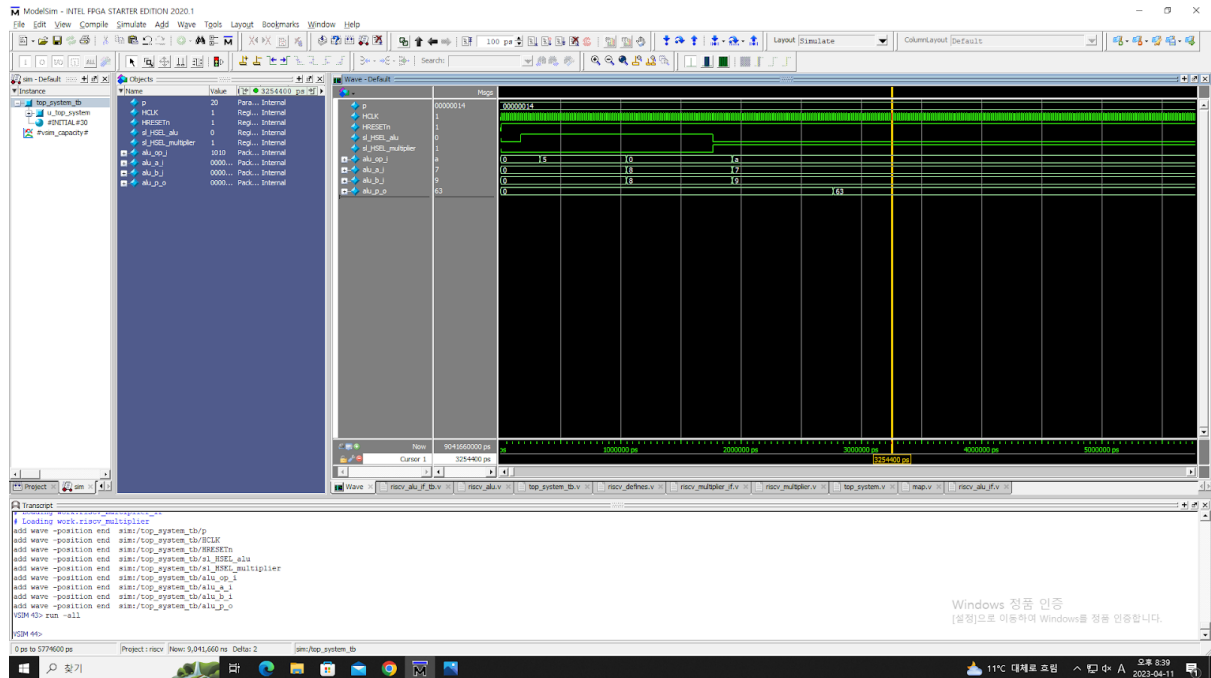 ModelSim - INTEL FPGA STARTER EDITION 2020.1
File Edit View Compile Simulate Add Wave Tools Layout Bookmarks Window Help
100 ps
Layout Simulate
ColumnLayout Default
Search:
sim - Default
Instance
top_system_tb
u_top_system
#INITIAL#30
#vsim_capacity#
Objects
Name Value 3254400 ps
p 20 Para... Internal
HCLK 1 Regi... Internal
HRESETn 1 Regi... Internal
sl_HSEL_alu 0 Regi... Internal
sl_HSEL_multiplier 1 Regi... Internal
alu_op_i 1010 Pack... Internal
alu_a_i 0000... Pack... Internal
alu_b_i 0000... Pack... Internal
alu_p_o 0000... Pack... Internal
Wave - Default
Msgs
p 00000014 00000014
HCLK 1
HRESETn 1
sl_HSEL_alu 0
sl_HSEL_multiplier 1
alu_op_i a 0 5 0 a
alu_a_i 7 0 8 7
alu_b_i 9 0 8 9
alu_p_o 63 0 63
Now 9041660000 ps ps 1000000 ps 2000000 ps 3000000 ps 4000000 ps 5000000 ps
Cursor 1 3254400 ps 3254400 ps
Project sim
Wave riscv_alu_if_tb.v riscv_alu.v top_system_tb.v riscv_defines.v riscv_multiplier_if.v riscv_multiplier.v top_system.v map.v riscv_alu_if.v
Transcript
# Loading work.riscv_multiplier_if
# Loading work.riscv_multiplier
add wave -position end sim:/top_system_tb/p
add wave -position end sim:/top_system_tb/HCLK
add wave -position end sim:/top_system_tb/HRESETn
add wave -position end sim:/top_system_tb/sl_HSEL_alu
add wave -position end sim:/top_system_tb/sl_HSEL_multiplier
add wave -position end sim:/top_system_tb/alu_op_i
add wave -position end sim:/top_system_tb/alu_a_i
add wave -position end sim:/top_system_tb/alu_b_i
add wave -position end sim:/top_system_tb/alu_p_o
VSIM 43> run -all
VSIM 44>
Windows 정품 인증
[설정]으로 이동하여 Windows를 정품 인증합니다.
0 ps to 5774600 ps Project : riscv Now: 9,041,660 ns Delta: 2 sim:/top_system_tb
찾기
11°C 대체로 흐림
A
오후 8:39
2023-04-11